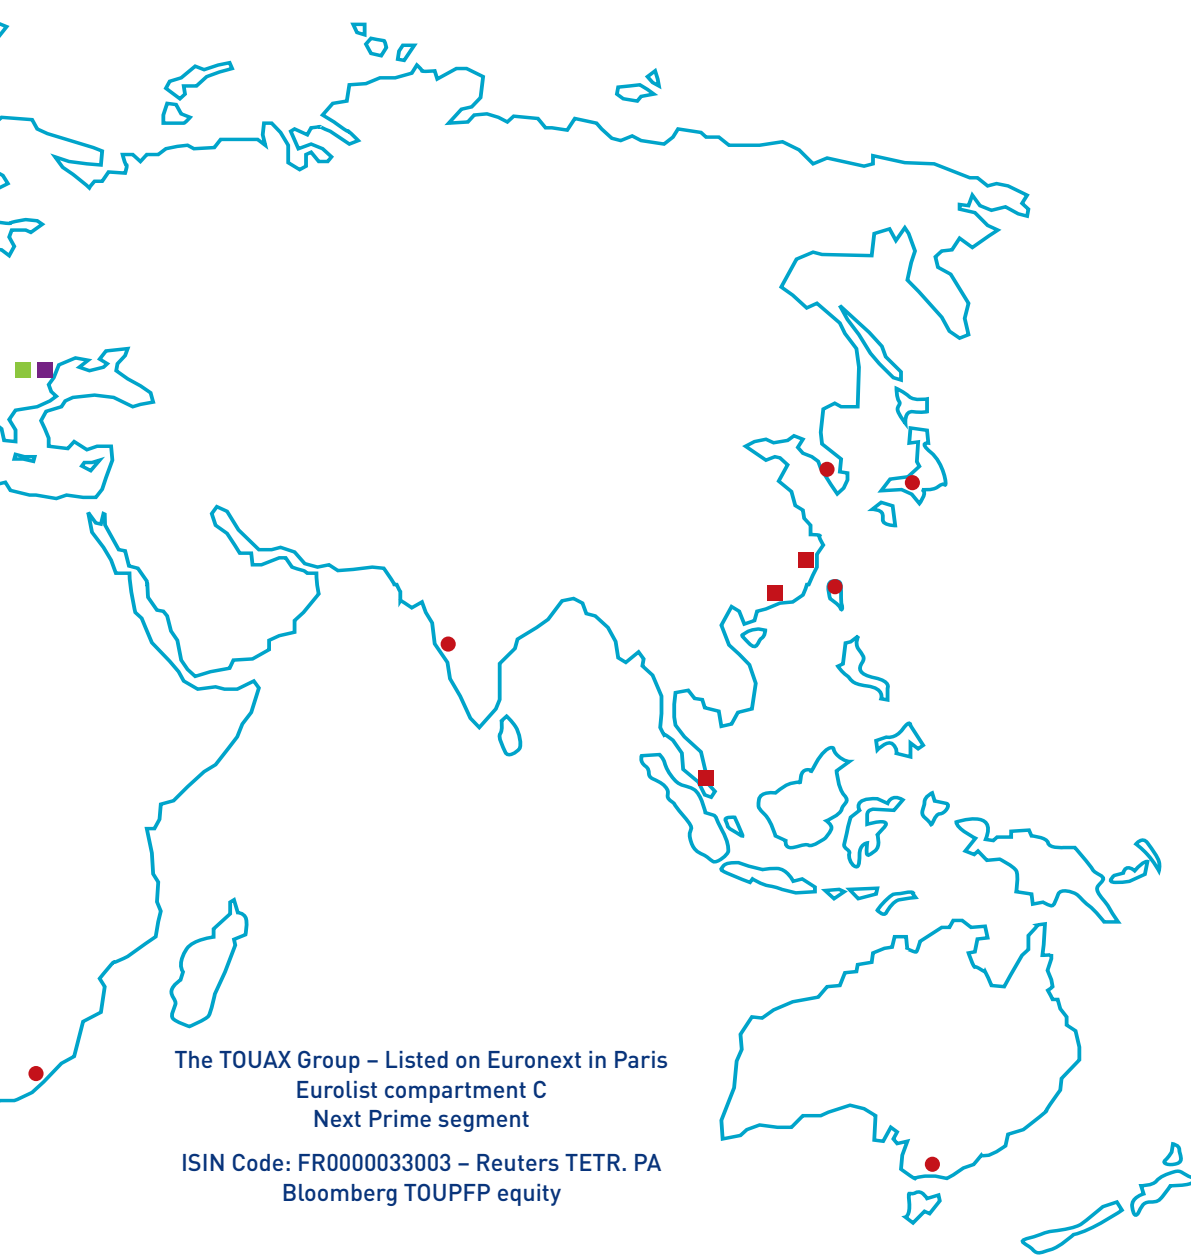 The TOUAX Group – Listed on Euronext in Paris
Eurolist compartment C
Next Prime segment
ISIN Code: FR0000033003 – Reuters TETR. PA
Bloomberg TOUPFP equity